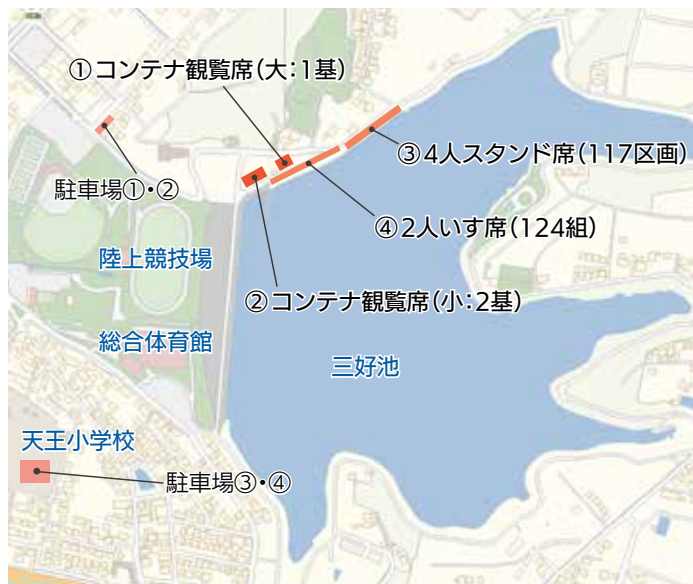 ①コンテナ観覧席（大：1基）
③4人スタンド席（117区画）
駐車場①・②
④2人いす席（124組）
陸上競技場
②コンテナ観覧席（小：2基）
総合体育館
三好池
天王小学校
駐車場③・④